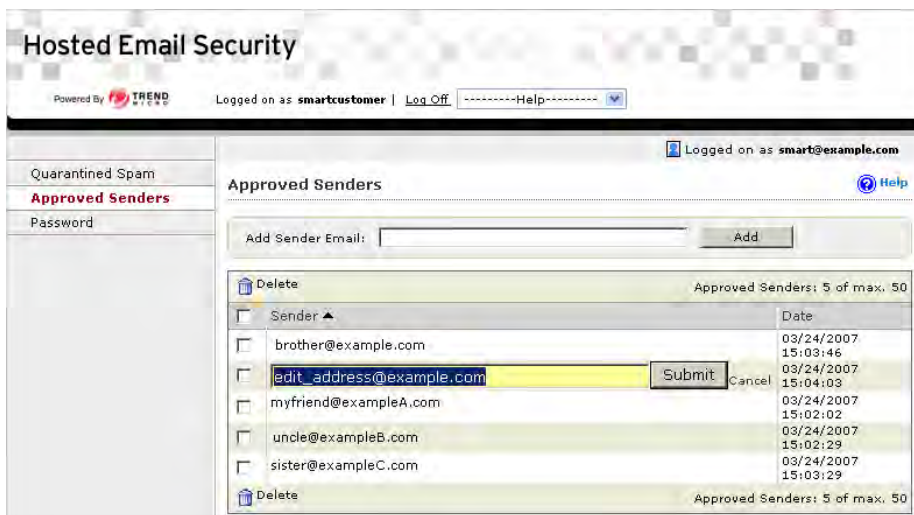 Hosted Email Security
Powered By TREND MICRO
Logged on as smartcustomer | Log Off ---------Help---------
Logged on as smart@example.com
Quarantined Spam
Approved Senders
Password
Approved Senders
Help
Add Sender Email: Add
Delete Approved Senders: 5 of max. 50
Sender Date
brother@example.com 03/24/2007 15:03:46
edit_address@example.com Submit Cancel 03/24/2007 15:04:03
myfriend@exampleA.com 03/24/2007 15:02:02
uncle@exampleB.com 03/24/2007 15:02:29
sister@exampleC.com 03/24/2007 15:03:29
Delete Approved Senders: 5 of max. 50